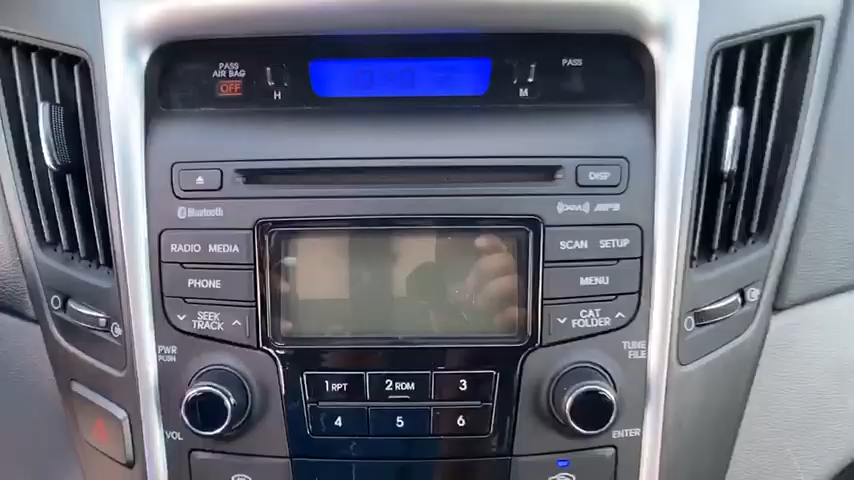 PASS
AIR BAG
OFF
H
M
PASS
DISP
Bluetooth
XM
MP3
RADIO MEDIA
SCAN SETUP
PHONE
MENU
SEEK
TRACK
CAT
FOLDER
PWR
PUSH
TUNE
FILE
1 RPT 2 RDM 3
4 5 6
VOL
ENTER